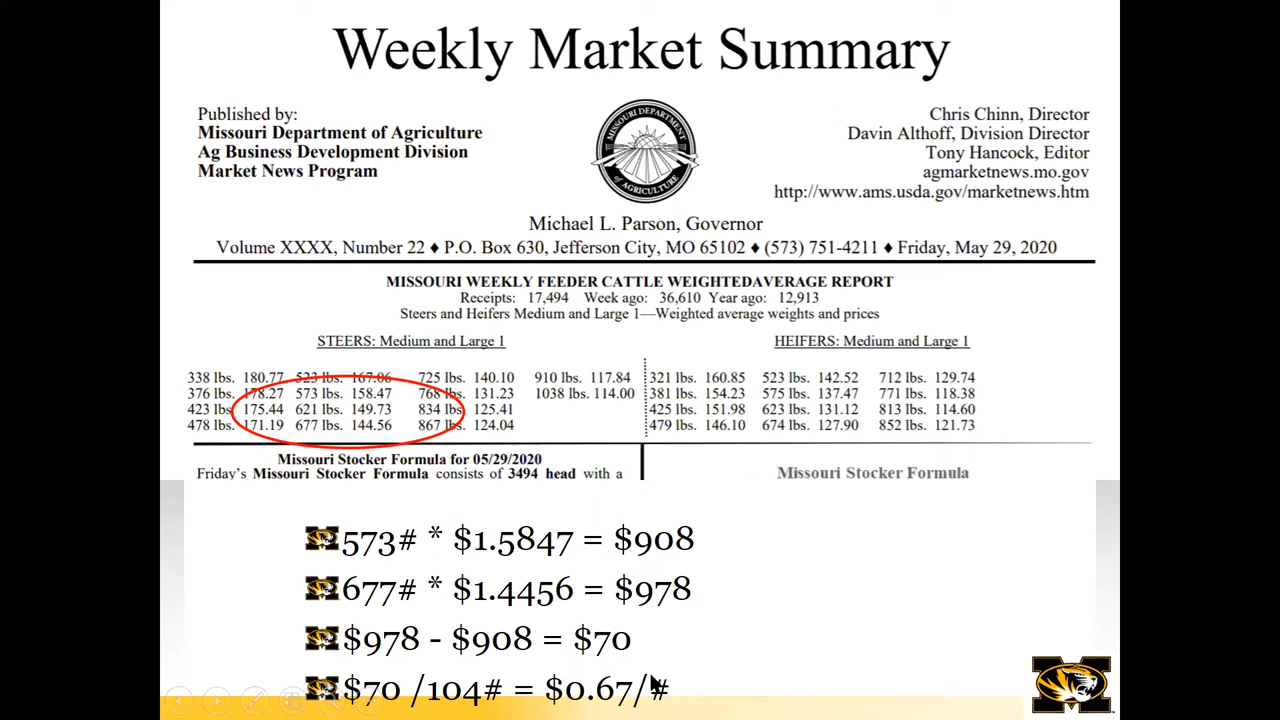 Weekly Market Summary
Published by:
Missouri Department of Agriculture
Ag Business Development Division
Market News Program
MISSOURI DEPARTMENT
of AGRICULTURE
Chris Chinn, Director
Davin Althoff, Division Director
Tony Hancock, Editor
agmarketnews.mo.gov
http://www.ams.usda.gov/marketnews.htm
Michael L. Parson, Governor
Volume XXXX, Number 22 ♦ P.O. Box 630, Jefferson City, MO 65102 ♦ (573) 751-4211 ♦ Friday, May 29, 2020
MISSOURI WEEKLY FEEDER CATTLE WEIGHTEDAVERAGE REPORT
Receipts: 17,494 Week ago: 36,610 Year ago: 12,913
Steers and Heifers Medium and Large 1—Weighted average weights and prices
STEERS: Medium and Large 1
338 lbs. 180.77 523 lbs. 167.06 725 lbs. 140.10 910 lbs. 117.84
376 lbs. 178.27 573 lbs. 158.47 768 lbs. 131.23 1038 lbs. 114.00
423 lbs. 175.44 621 lbs. 149.73 834 lbs. 125.41
478 lbs. 171.19 677 lbs. 144.56 867 lbs. 124.04
HEIFERS: Medium and Large 1
321 lbs. 160.85 523 lbs. 142.52 712 lbs. 129.74
381 lbs. 154.23 575 lbs. 137.47 771 lbs. 118.38
425 lbs. 151.98 623 lbs. 131.12 813 lbs. 114.60
479 lbs. 146.10 674 lbs. 127.90 852 lbs. 121.73
Missouri Stocker Formula for 05/29/2020
Friday's Missouri Stocker Formula consists of 3494 head with a
Missouri Stocker Formula
573# * $1.5847 = $908
677# * $1.4456 = $978
$978 - $908 = $70
$70 /104# = $0.67/#